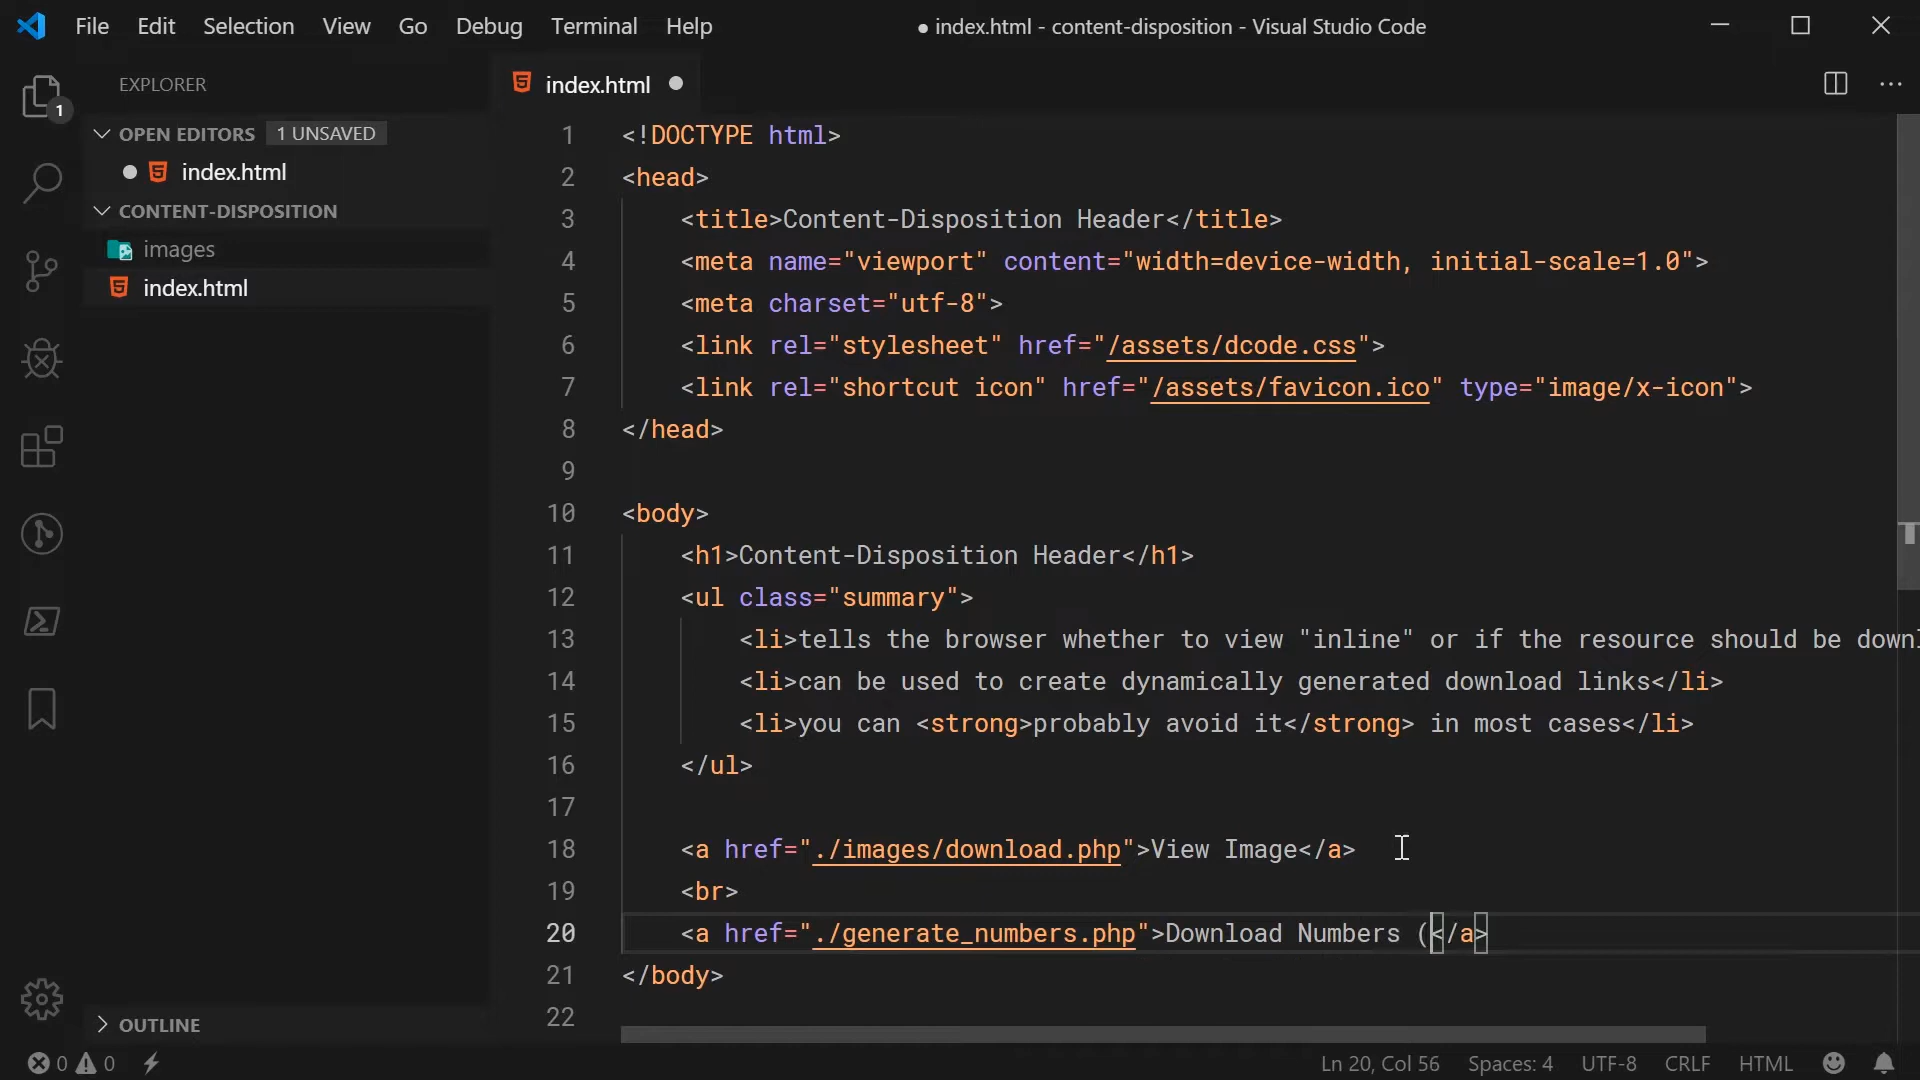 File Edit Selection View Go Debug Terminal Help ● index.html - content-disposition - Visual Studio Code
EXPLORER
1
OPEN EDITORS 1 UNSAVED
index.html
CONTENT-DISPOSITION
images
index.html
OUTLINE
index.html
1 <!DOCTYPE html>
2 <head>
3 <title>Content-Disposition Header</title>
4 <meta name="viewport" content="width=device-width, initial-scale=1.0">
5 <meta charset="utf-8">
6 <link rel="stylesheet" href="/assets/dcode.css">
7 <link rel="shortcut icon" href="/assets/favicon.ico" type="image/x-icon">
8 </head>
9
10 <body>
11 <h1>Content-Disposition Header</h1>
12 <ul class="summary">
13 <li>tells the browser whether to view "inline" or if the resource should be downl
14 <li>can be used to create dynamically generated download links</li>
15 <li>you can <strong>probably avoid it</strong> in most cases</li>
16 </ul>
17
18 <a href="./images/download.php">View Image</a>
19 <br>
20 <a href="./generate_numbers.php">Download Numbers (</a>
21 </body>
22
0 0 Ln 20, Col 56 Spaces: 4 UTF-8 CRLF HTML